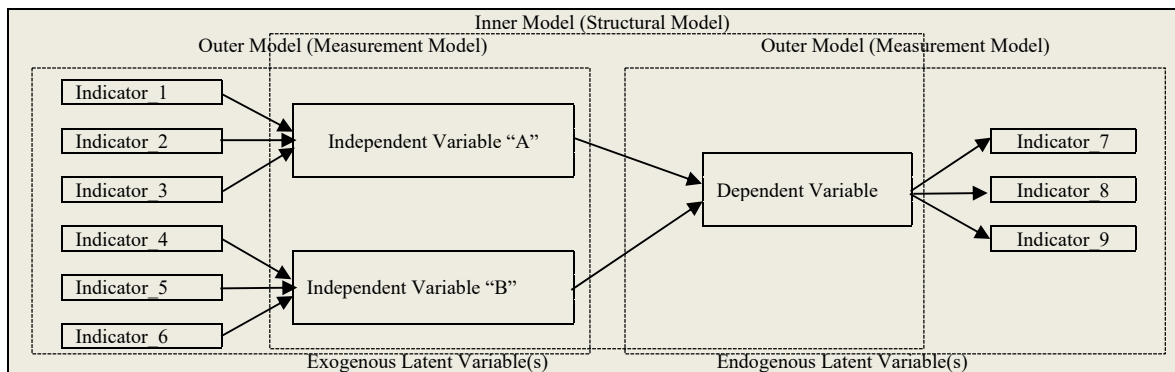 Inner Model (Structural Model)
Outer Model (Measurement Model)
Outer Model (Measurement Model)
Indicator_1
Indicator_2
Indicator_3
Indicator_4
Indicator_5
Indicator_6
Independent Variable “A”
Independent Variable “B”
Dependent Variable
Indicator_7
Indicator_8
Indicator_9
Exogenous Latent Variable(s)
Endogenous Latent Variable(s)